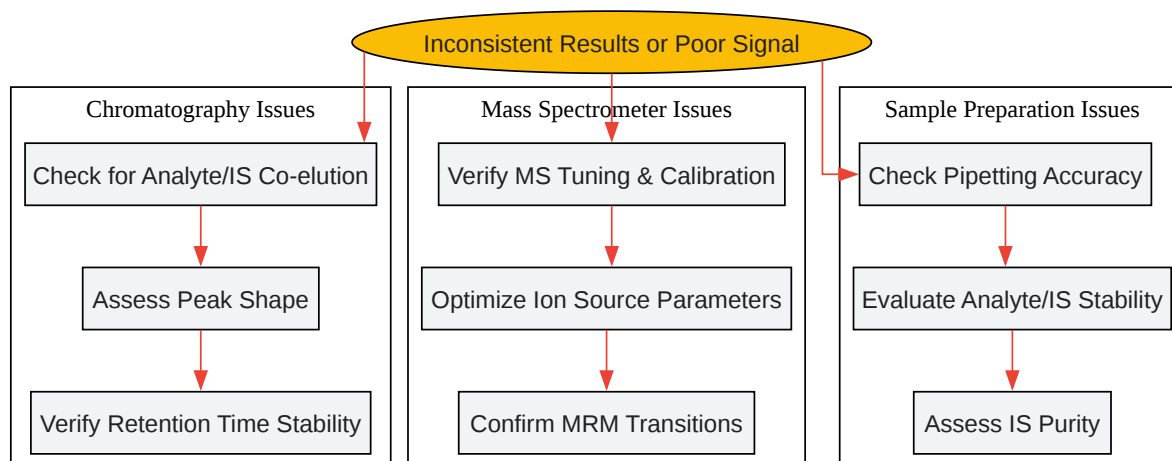 Inconsistent Results or Poor Signal
Chromatography Issues
Check for Analyte/IS Co-elution
Assess Peak Shape
Verify Retention Time Stability
Mass Spectrometer Issues
Verify MS Tuning & Calibration
Optimize Ion Source Parameters
Confirm MRM Transitions
Sample Preparation Issues
Check Pipetting Accuracy
Evaluate Analyte/IS Stability
Assess IS Purity